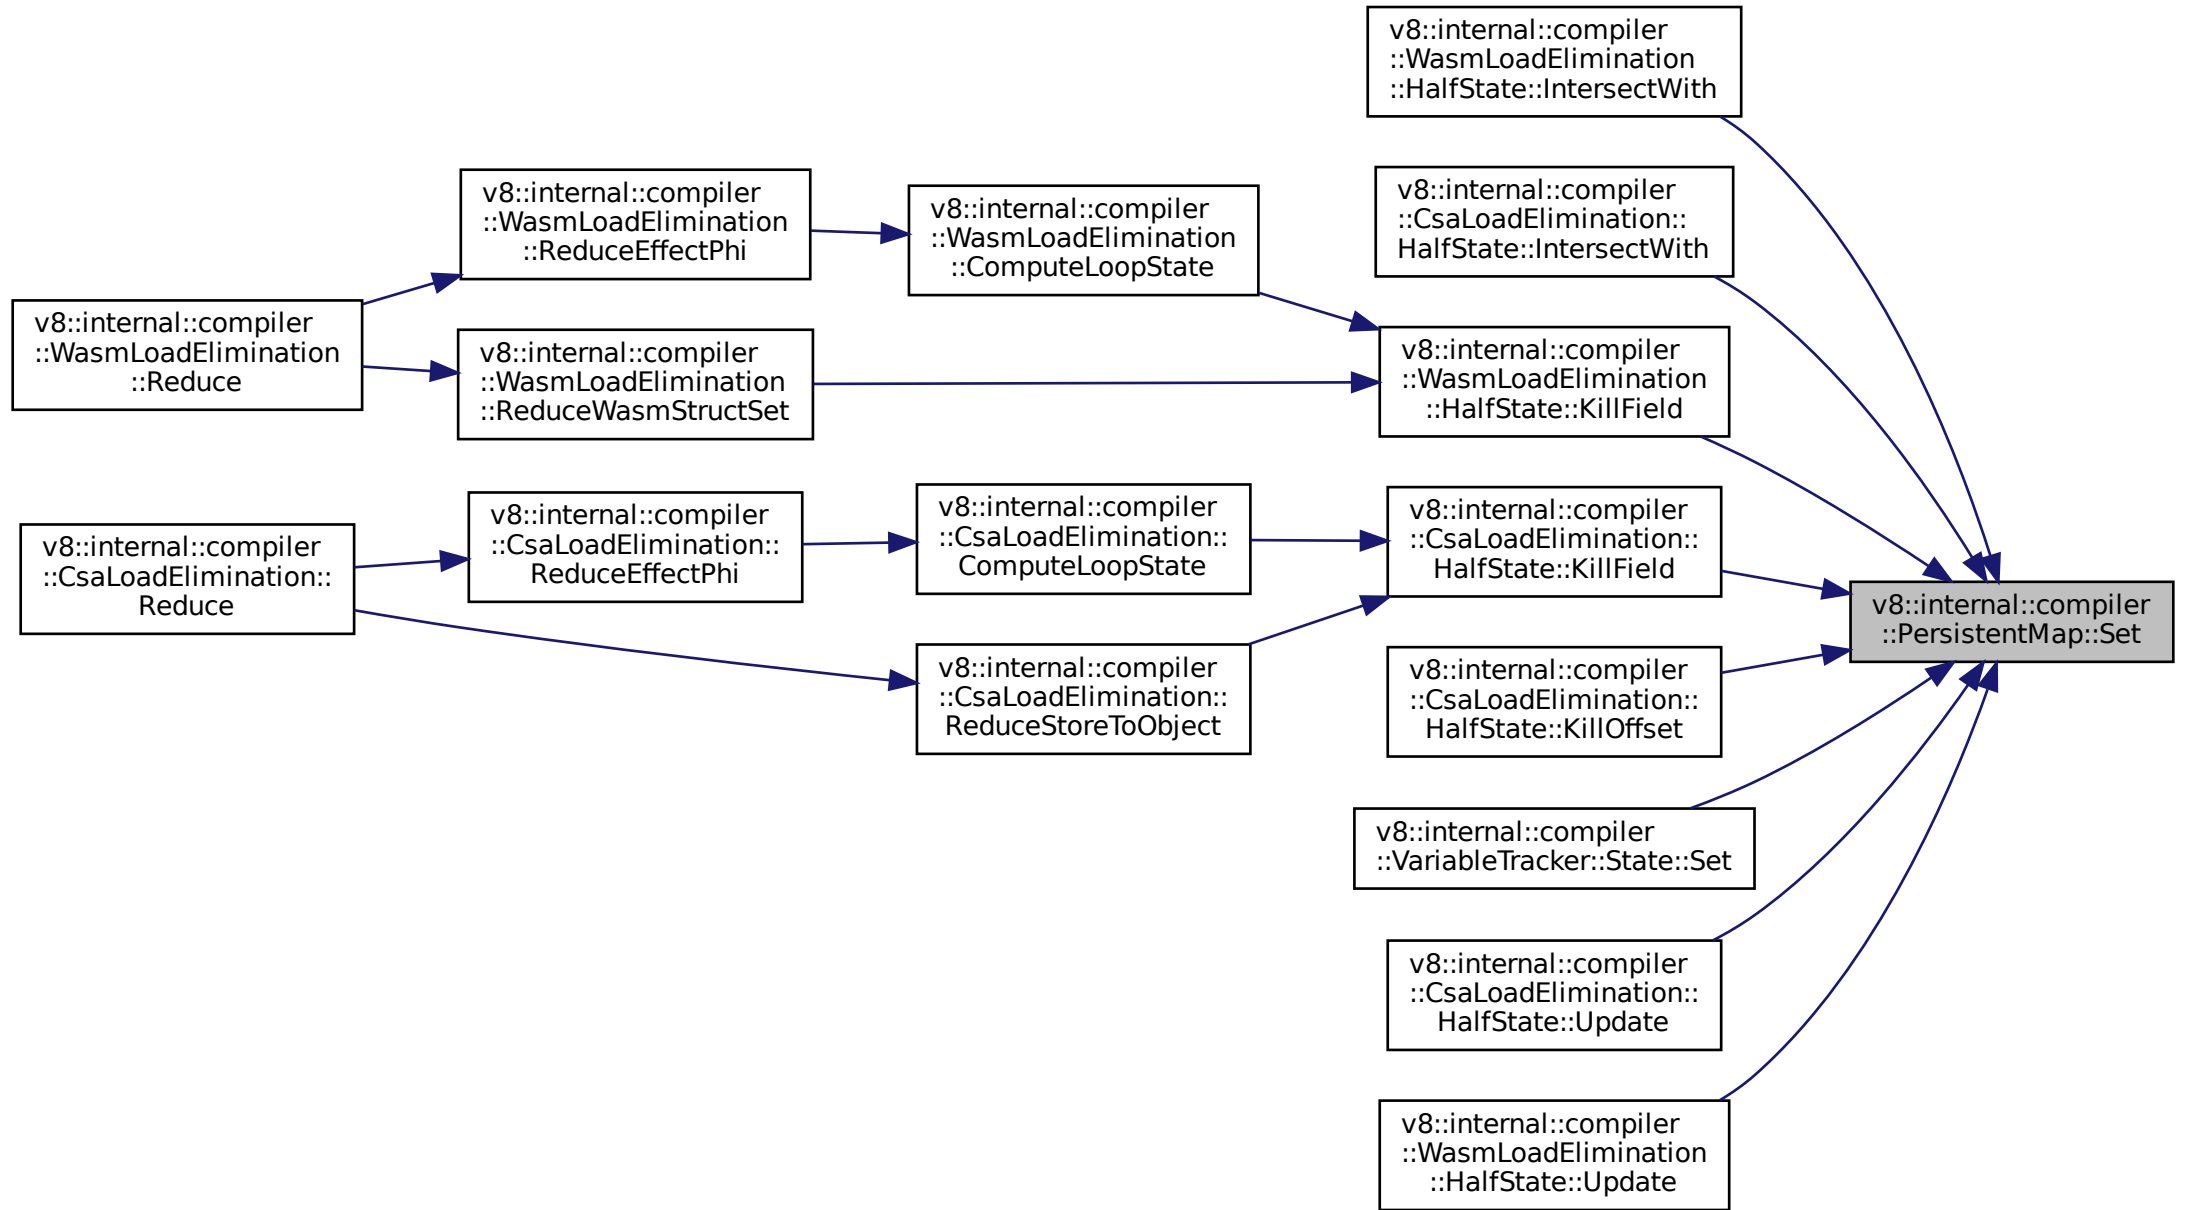 v8::internal::compiler
::WasmLoadElimination
::HalfState::IntersectWith
v8::internal::compiler
::CsaLoadElimination::
HalfState::IntersectWith
v8::internal::compiler
::WasmLoadElimination
::ReduceEffectPhi
v8::internal::compiler
::WasmLoadElimination
::ComputeLoopState
v8::internal::compiler
::WasmLoadElimination
::Reduce
v8::internal::compiler
::WasmLoadElimination
::ReduceWasmStructSet
v8::internal::compiler
::WasmLoadElimination
::HalfState::KillField
v8::internal::compiler
::CsaLoadElimination::
Reduce
v8::internal::compiler
::CsaLoadElimination::
ReduceEffectPhi
v8::internal::compiler
::CsaLoadElimination::
ComputeLoopState
v8::internal::compiler
::CsaLoadElimination::
HalfState::KillField
v8::internal::compiler
::PersistentMap::Set
v8::internal::compiler
::CsaLoadElimination::
ReduceStoreToObject
v8::internal::compiler
::CsaLoadElimination::
HalfState::KillOffset
v8::internal::compiler
::VariableTracker::State::Set
v8::internal::compiler
::CsaLoadElimination::
HalfState::Update
v8::internal::compiler
::WasmLoadElimination
::HalfState::Update